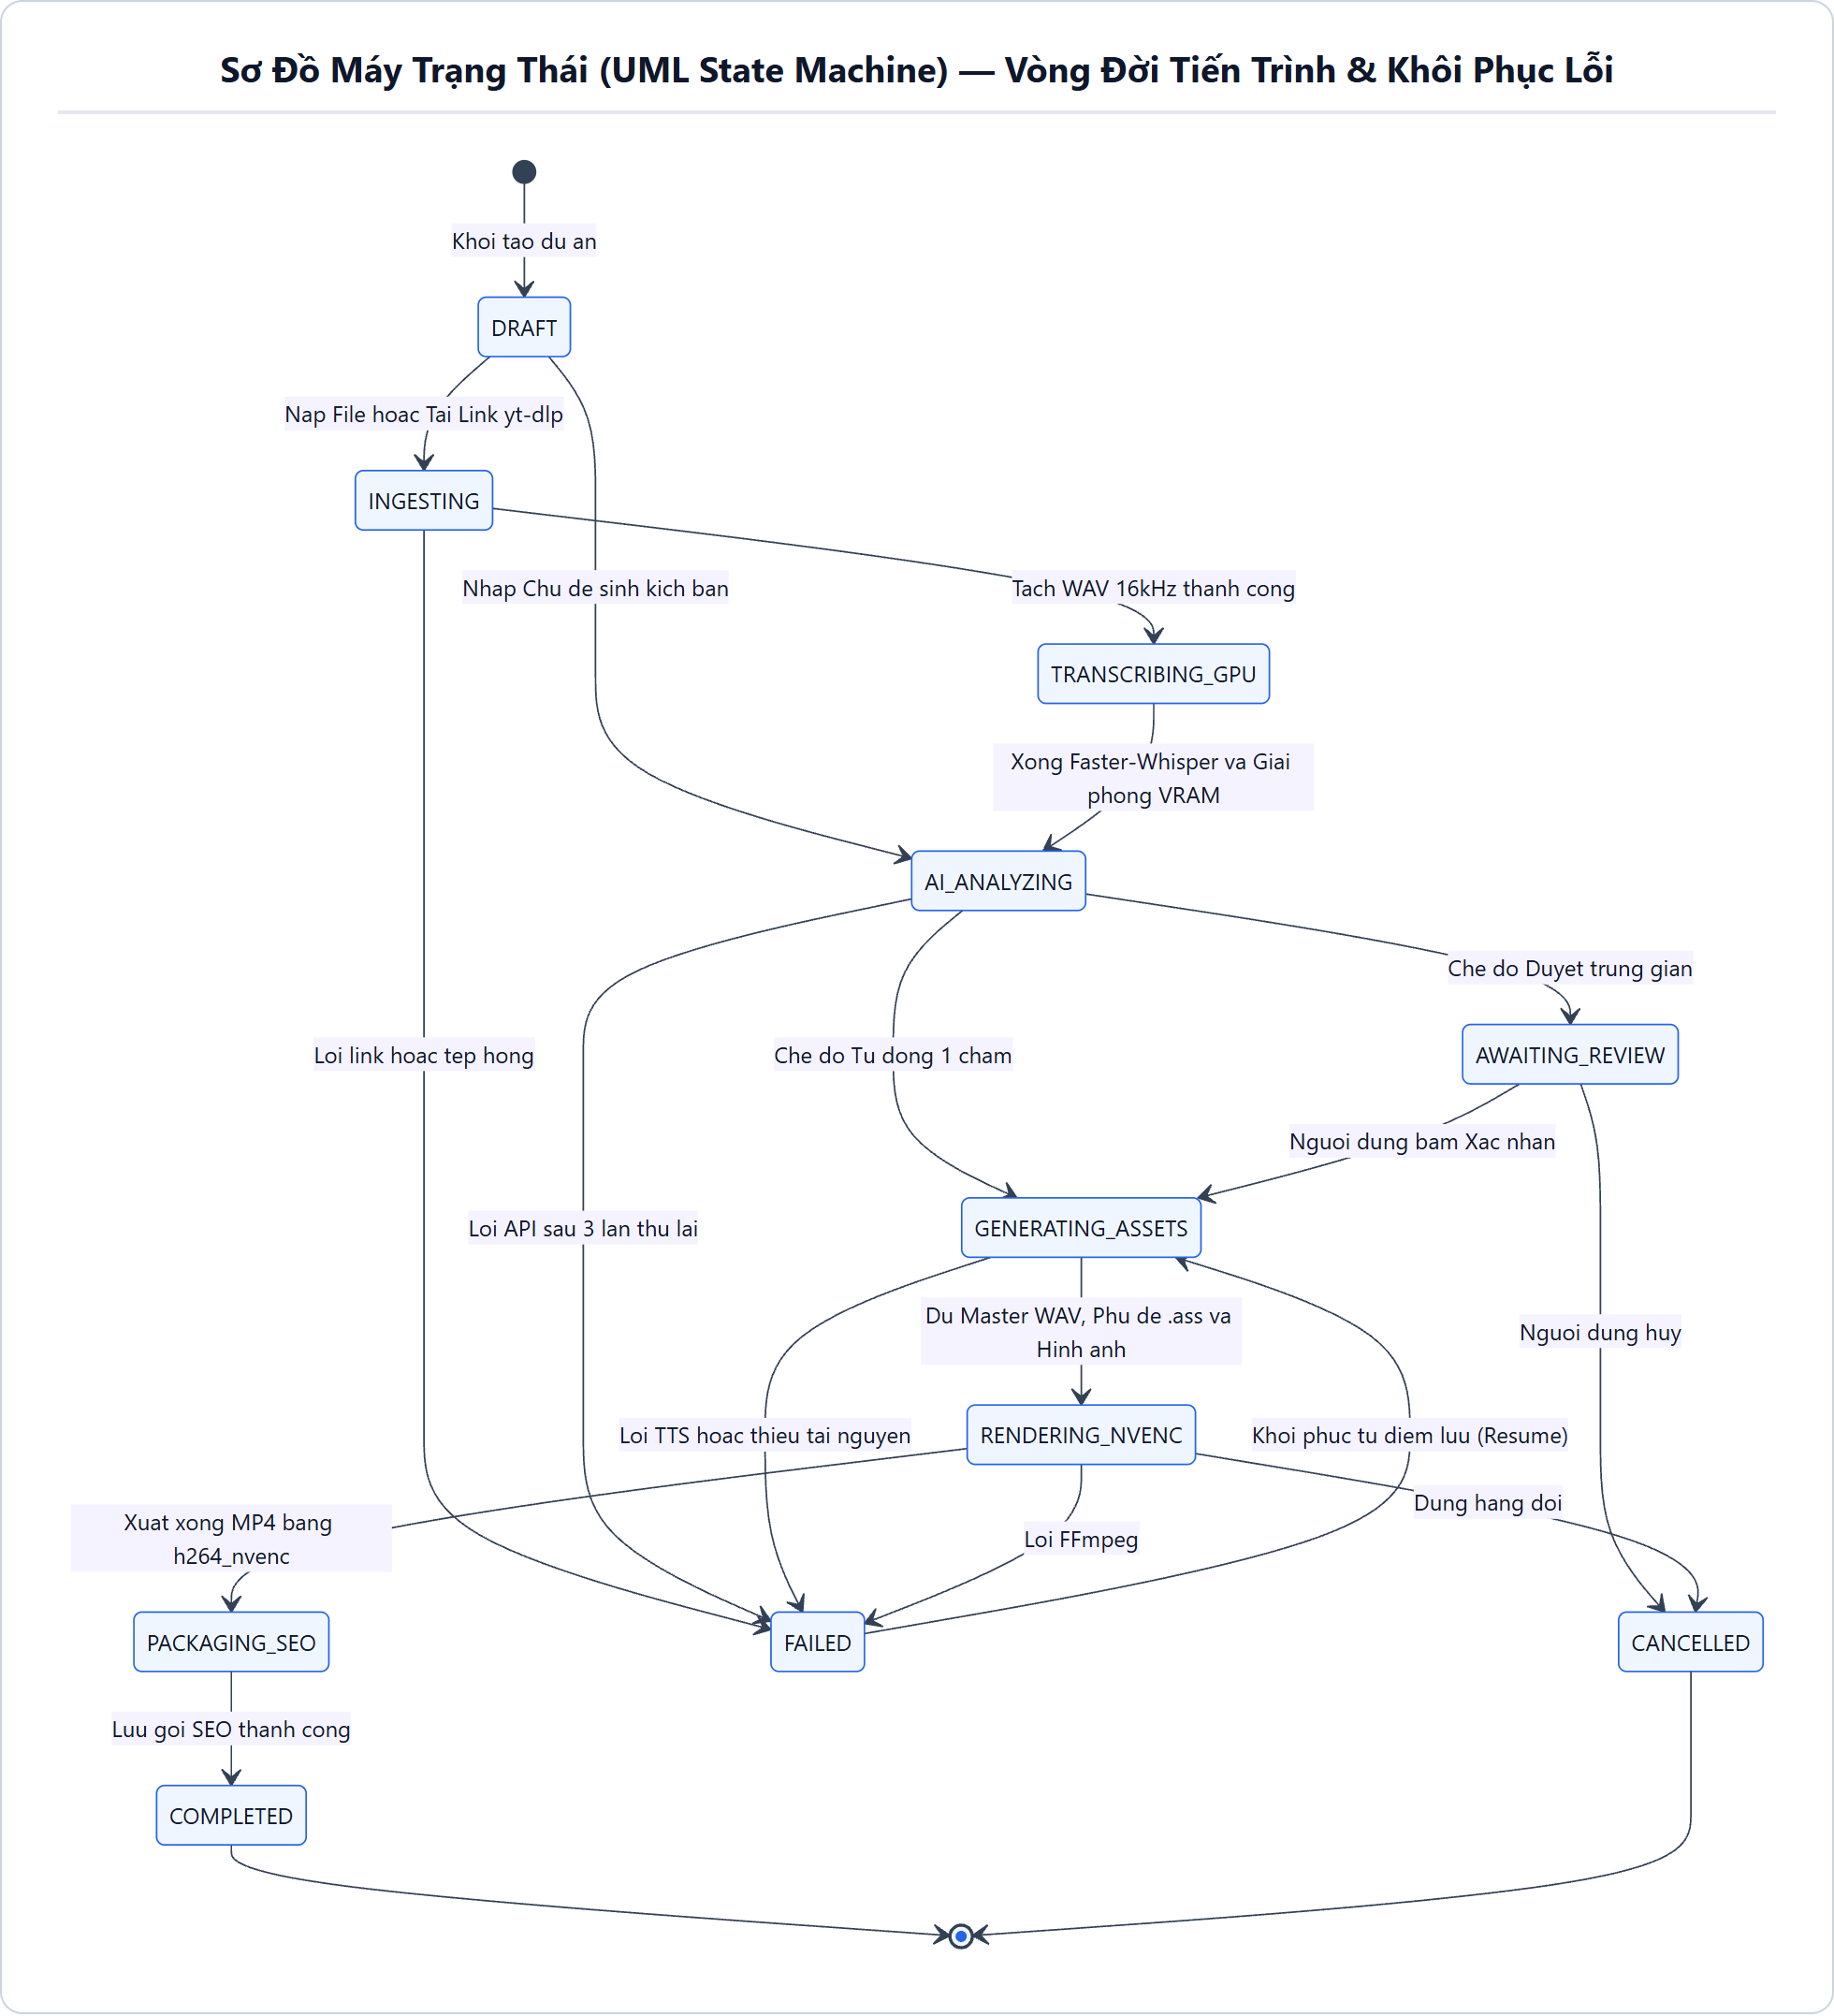 Sơ Đồ Máy Trạng Thái (UML State Machine) — Vòng Đời Tiến Trình & Khôi Phục Lỗi
Khoi tao du an
DRAFT
Nap File hoac Tai Link yt-dlp
INGESTING
Nhap Chu de sinh kich ban
Tach WAV 16kHz thanh cong
TRANSCRIBING_GPU
Xong Faster-Whisper va Giai
phong VRAM
AI_ANALYZING
Che do Duyet trung gian
Loi link hoac tep hong
Che do Tu dong 1 cham
AWAITING_REVIEW
Nguoi dung bam Xac nhan
Loi API sau 3 lan thu lai
GENERATING_ASSETS
Du Master WAV, Phu de .ass va
Hinh anh
Nguoi dung huy
Loi TTS hoac thieu tai nguyen
RENDERING_NVENC
Khoi phuc tu diem luu (Resume)
Dung hang doi
Xuat xong MP4 bang
h264_nvenc
Loi FFmpeg
PACKAGING_SEO
FAILED
CANCELLED
Luu goi SEO thanh cong
COMPLETED